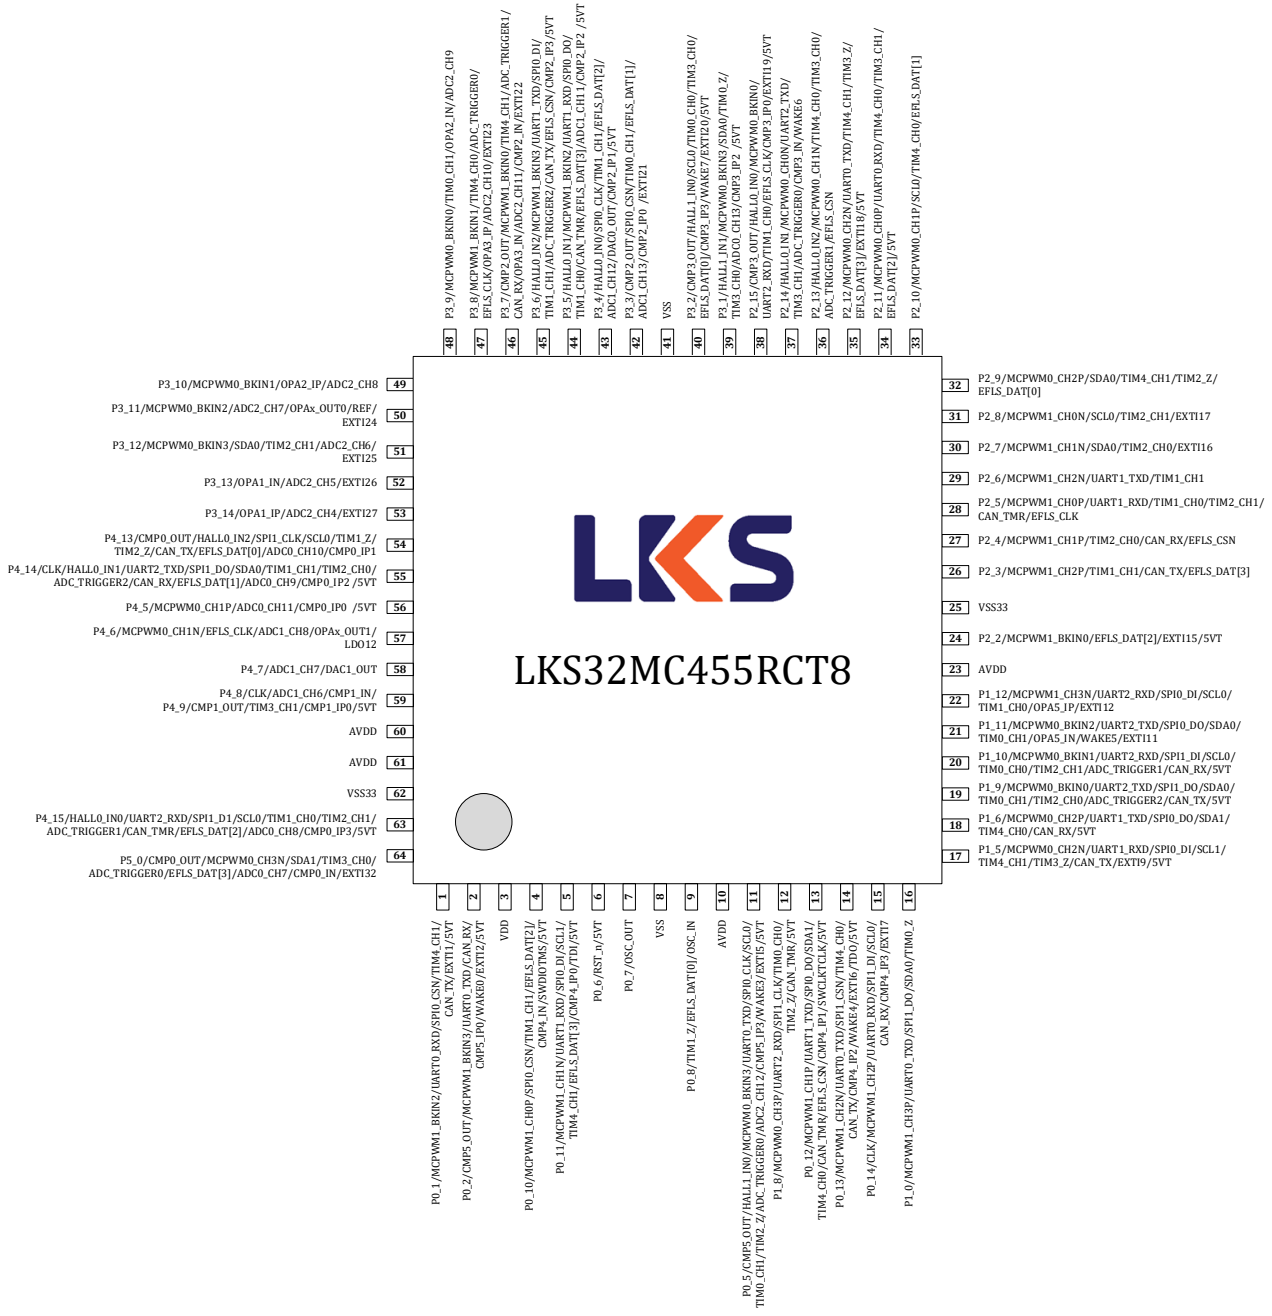 P3_9/MCPWM0_BKIN0/TIM0_CH1/OPA2_IN/ADC2_CH9
P3_8/MCPWM1_BKIN1/TIM4_CH0/ADC_TRIGGER0/
EFLS_CLK/OPA3_IP/ADC2_CH10/EXTI23
P3_7/CMP2_OUT/MCPWM1_BKIN0/TIM4_CH1/ADC_TRIGGER1/
CAN_RX/OPA3_IN/ADC2_CH11/CMP2_IN/EXTI22
P3_6/HALL0_IN2/MCPWM1_BKIN3/UART1_TXD/SPI0_DI/
TIM1_CH1/ADC_TRIGGER2/CAN_TX/EFLS_CSN/CMP2_IP3/5VT
P3_5/HALL0_IN1/MCPWM1_BKIN2/UART1_RXD/SPI0_DO/
TIM1_CH0/CAN_TMR/EFLS_DAT[3]/ADC1_CH11/CMP2_IP2 /5VT
P3_4/HALL0_IN0/SPI0_CLK/TIM1_CH1/EFLS_DAT[2]/
ADC1_CH12/DAC0_OUT/CMP2_IP1/5VT
P3_3/CMP2_OUT/SPI0_CSN/TIM0_CH1/EFLS_DAT[1]/
ADC1_CH13/CMP2_IP0 /EXTI21
VSS
P3_2/CMP3_OUT/HALL1_IN0/SCL0/TIM0_CH0/TIM3_CH0/
EFLS_DAT[0]/CMP3_IP3/WAKE7/EXTI20/5VT
P3_1/HALL1_IN1/MCPWM0_BKIN3/SDA0/TIM0_Z/
TIM3_CH0/ADC0_CH13/CMP3_IP2 /5VT
P2_15/CMP3_OUT/HALL0_IN0/MCPWM0_BKIN0/
UART2_RXD/TIM1_CH0/EFLS_CLK/CMP3_IP0/EXTI19/5VT
P2_14/HALL0_IN1/MCPWM0_CH0N/UART2_TXD/
TIM3_CH1/ADC_TRIGGER0/CMP3_IN/WAKE6
P2_13/HALL0_IN2/MCPWM0_CH1N/TIM4_CH0/TIM3_CH0/
ADC_TRIGGER1/EFLS_CSN
P2_12/MCPWM0_CH2N/UART0_TXD/TIM4_CH1/TIM3_Z/
EFLS_DAT[3]/EXTI18/5VT
P2_11/MCPWM0_CH0P/UART0_RXD/TIM4_CH0/TIM3_CH1/
EFLS_DAT[2]/5VT
P2_10/MCPWM0_CH1P/SCL0/TIM4_CH0/EFLS_DAT[1]
48
47
46
45
44
43
42
41
40
39
38
37
36
35
34
33
P3_10/MCPWM0_BKIN1/OPA2_IP/ADC2_CH8 49
P3_11/MCPWM0_BKIN2/ADC2_CH7/OPAx_OUT0/REF/
EXTI24 50
P3_12/MCPWM0_BKIN3/SDA0/TIM2_CH1/ADC2_CH6/
EXTI25 51
P3_13/OPA1_IN/ADC2_CH5/EXTI26 52
P3_14/OPA1_IP/ADC2_CH4/EXTI27 53
P4_13/CMP0_OUT/HALL0_IN2/SPI1_CLK/SCL0/TIM1_Z/
TIM2_Z/CAN_TX/EFLS_DAT[0]/ADC0_CH10/CMP0_IP1 54
P4_14/CLK/HALL0_IN1/UART2_TXD/SPI1_DO/SDA0/TIM1_CH1/TIM2_CH0/
ADC_TRIGGER2/CAN_RX/EFLS_DAT[1]/ADC0_CH9/CMP0_IP2 /5VT 55
P4_5/MCPWM0_CH1P/ADC0_CH11/CMP0_IP0 /5VT 56
P4_6/MCPWM0_CH1N/EFLS_CLK/ADC1_CH8/OPAx_OUT1/
LDO12 57
P4_7/ADC1_CH7/DAC1_OUT 58
P4_8/CLK/ADC1_CH6/CMP1_IN/
P4_9/CMP1_OUT/TIM3_CH1/CMP1_IP0/5VT 59
AVDD 60
AVDD 61
VSS33 62
P4_15/HALL0_IN0/UART2_RXD/SPI1_D1/SCL0/TIM1_CH0/TIM2_CH1/
ADC_TRIGGER1/CAN_TMR/EFLS_DAT[2]/ADC0_CH8/CMP0_IP3/5VT 63
P5_0/CMP0_OUT/MCPWM0_CH3N/SDA1/TIM3_CH0/
ADC_TRIGGER0/EFLS_DAT[3]/ADC0_CH7/CMP0_IN/EXTI32 64
LKS
LKS32MC455RCT8
32 P2_9/MCPWM0_CH2P/SDA0/TIM4_CH1/TIM2_Z/
EFLS_DAT[0]
31 P2_8/MCPWM1_CH0N/SCL0/TIM2_CH1/EXTI17
30 P2_7/MCPWM1_CH1N/SDA0/TIM2_CH0/EXTI16
29 P2_6/MCPWM1_CH2N/UART1_TXD/TIM1_CH1
28 P2_5/MCPWM1_CH0P/UART1_RXD/TIM1_CH0/TIM2_CH1/
CAN_TMR/EFLS_CLK
27 P2_4/MCPWM1_CH1P/TIM2_CH0/CAN_RX/EFLS_CSN
26 P2_3/MCPWM1_CH2P/TIM1_CH1/CAN_TX/EFLS_DAT[3]
25 VSS33
24 P2_2/MCPWM1_BKIN0/EFLS_DAT[2]/EXTI15/5VT
23 AVDD
22 P1_12/MCPWM1_CH3N/UART2_RXD/SPI0_DI/SCL0/
TIM1_CH0/OPA5_IP/EXTI12
21 P1_11/MCPWM0_BKIN2/UART2_TXD/SPI0_DO/SDA0/
TIM0_CH1/OPA5_IN/WAKE5/EXTI11
20 P1_10/MCPWM0_BKIN1/UART2_RXD/SPI1_DI/SCL0/
TIM0_CH0/TIM2_CH1/ADC_TRIGGER1/CAN_RX/5VT
19 P1_9/MCPWM0_BKIN0/UART2_TXD/SPI1_DO/SDA0/
TIM0_CH1/TIM2_CH0/ADC_TRIGGER2/CAN_TX/5VT
18 P1_6/MCPWM0_CH2P/UART1_TXD/SPI0_DO/SDA1/
TIM4_CH0/CAN_RX/5VT
17 P1_5/MCPWM0_CH2N/UART1_RXD/SPI0_DI/SCL1/
TIM4_CH1/TIM3_Z/CAN_TX/EXTI9/5VT
1
2
3
4
5
6
7
8
9
10
11
12
13
14
15
16
P0_1/MCPWM1_BKIN2/UART0_RXD/SPI0_CSN/TIM4_CH1/
CAN_TX/EXTI1/5VT
P0_2/CMP5_OUT/MCPWM1_BKIN3/UART0_TXD/CAN_RX/
CMP5_IP0/WAKE0/EXTI2/5VT
VDD
P0_10/MCPWM1_CH0P/SPI0_CSN/TIM1_CH1/EFLS_DAT[2]/
CMP4_IN/SWDIOTMS/5VT
P0_11/MCPWM1_CH1N/UART1_RXD/SPI0_DI/SCL1/
TIM4_CH1/EFLS_DAT[3]/CMP4_IP0/TDI/5VT
P0_6/RST_n/5VT
P0_7/OSC_OUT
VSS
P0_8/TIM1_Z/EFLS_DAT[0]/OSC_IN
AVDD
P0_5/CMP5_OUT/HALL1_IN0/MCPWM0_BKIN3/UART0_TXD/SPI0_CLK/SCL0/
TIM0_CH1/TIM2_Z/ADC_TRIGGER0/ADC2_CH12/CMP5_IP3/WAKE3/EXTI5/5VT
P1_8/MCPWM0_CH3P/UART2_RXD/SPI1_CLK/TIM0_CH0/
TIM2_Z/CAN_TMR/5VT
P0_12/MCPWM1_CH1P/UART1_TXD/SPI0_DO/SDA1/
TIM4_CH0/CAN_TMR/EFLS_CSN/CMP4_IP1/SWCLKTCLK/5VT
P0_13/MCPWM1_CH2N/UART0_TXD/SPI1_CSN/TIM4_CH0/
CAN_TX/CMP4_IP2/WAKE4/EXTI6/TDO/5VT
P0_14/CLK/MCPWM1_CH2P/UART0_RXD/SPI1_DI/SCL0/
CAN_RX/CMP4_IP3/EXTI7
P1_0/MCPWM1_CH3P/UART0_TXD/SPI1_DO/SDA0/TIM0_Z